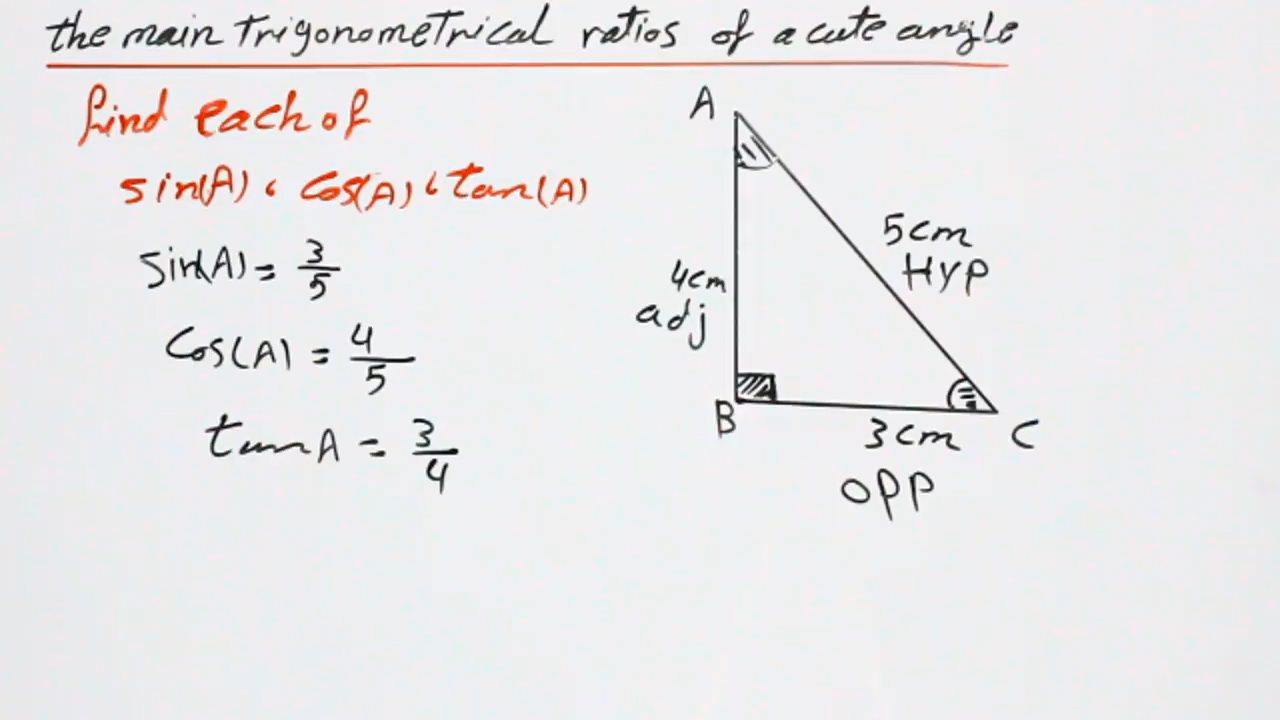 the main trigonometrical ratios of acute angle
find each of
sin(A) ، cos(A) ، tan(A)
sin(A) = 3/5
cos(A) = 4/5
tan A = 3/4
A
5cm
HYP
4cm
adj
B
3cm
C
OPP